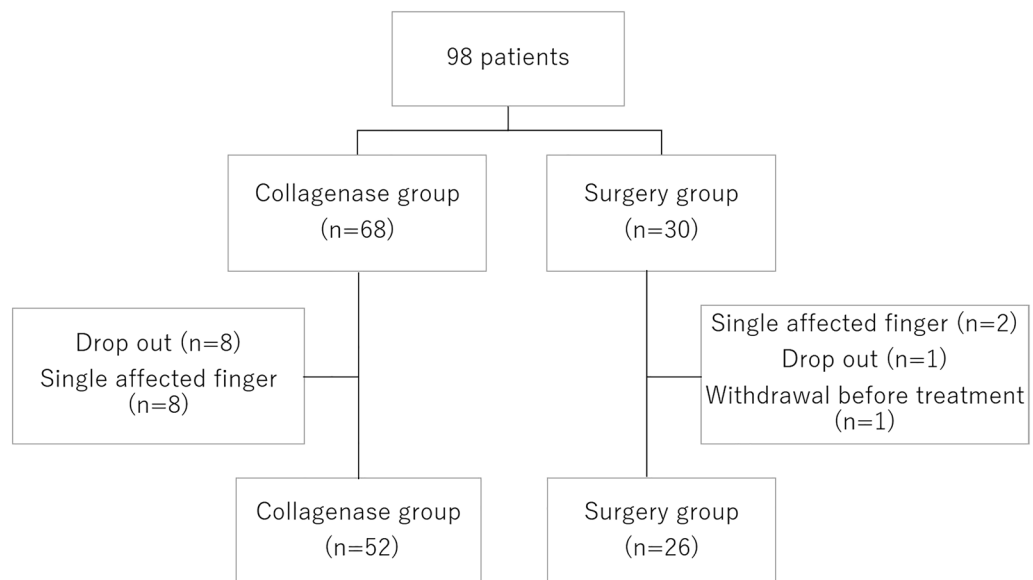 98 patients
Collagenase group
(n=68)
Surgery group
(n=30)
Drop out (n=8)
Single affected finger
(n=8)
Single affected finger (n=2)
Drop out (n=1)
Withdrawal before treatment
(n=1)
Collagenase group
(n=52)
Surgery group
(n=26)